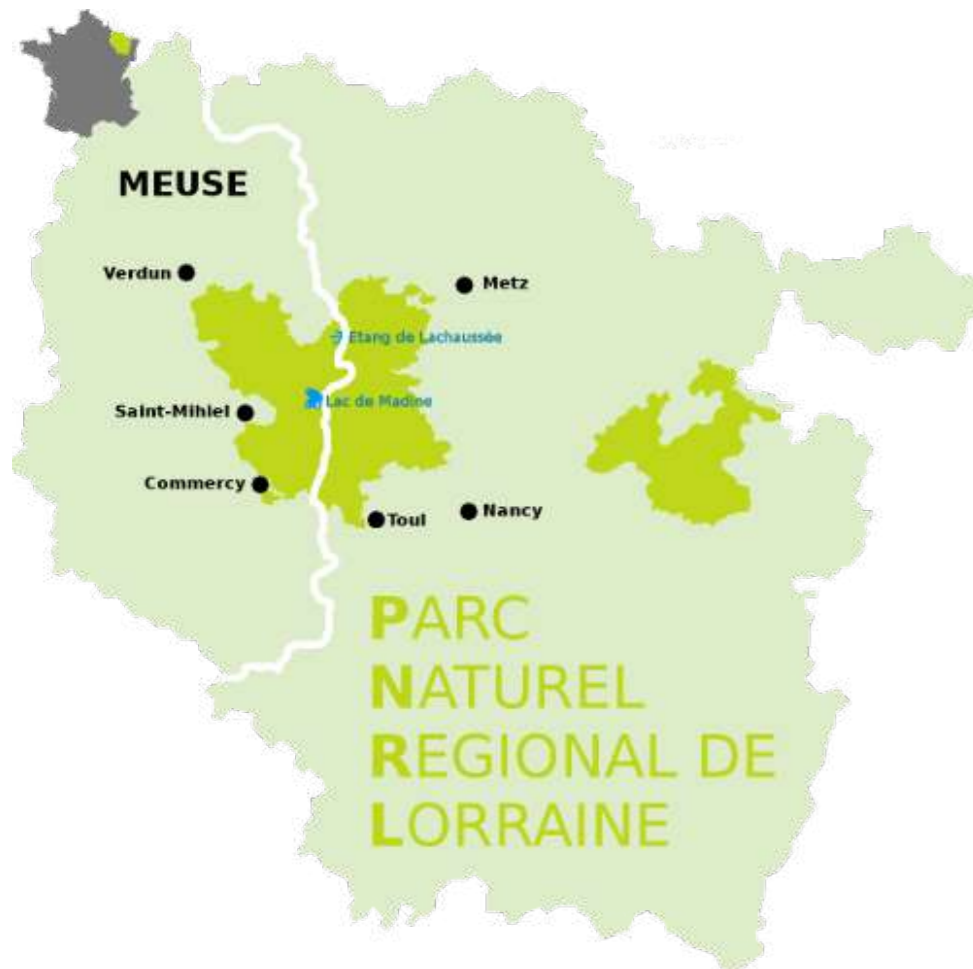 MEUSE
Verdun
Metz
Etang de Lachaussée
Lac de Madine
Saint-Mihiel
Commercy
Toul
Nancy
PARC
NATUREL
REGIONAL DE
LORRAINE